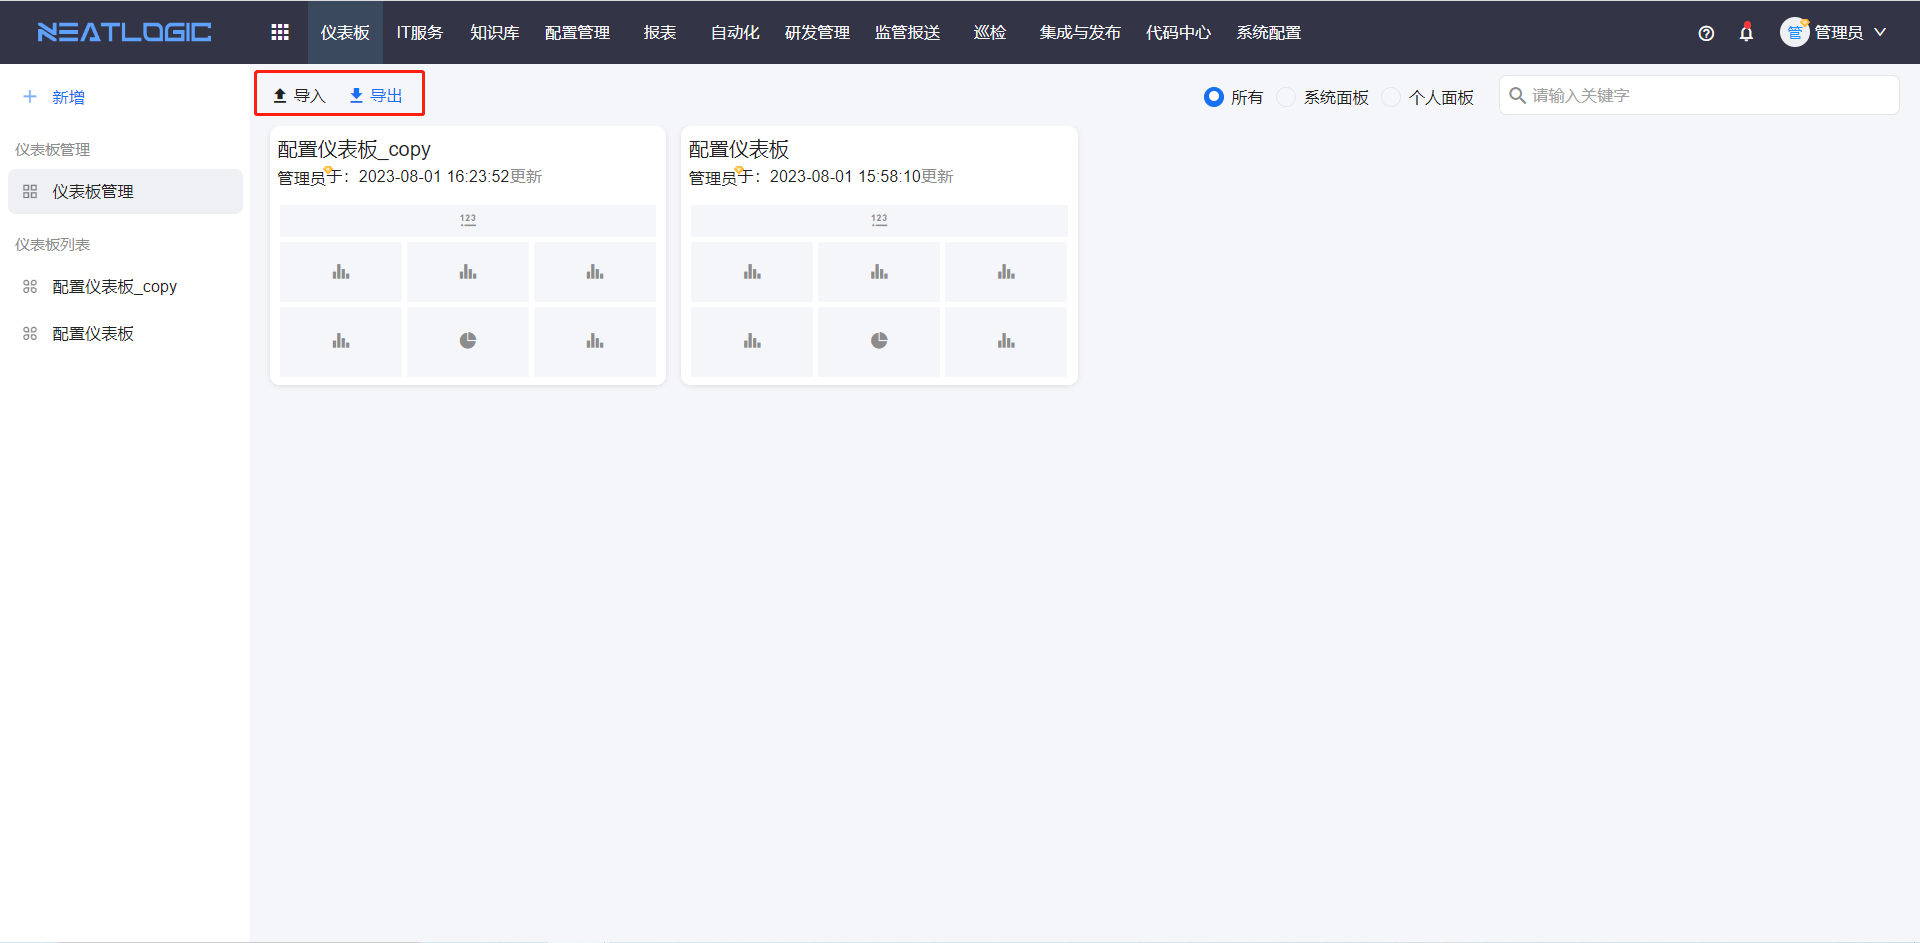 NEATLOGIC
仪表板 IT服务 知识库 配置管理 报表 自动化 研发管理 监管报送 巡检 集成与发布 代码中心 系统配置
管 管理员
新增
仪表板管理
仪表板管理
仪表板列表
配置仪表板_copy
配置仪表板
导入 导出
所有 系统面板 个人面板
请输入关键字
配置仪表板_copy
管理员于：2023-08-01 16:23:52更新
123
配置仪表板
管理员于：2023-08-01 15:58:10更新
123